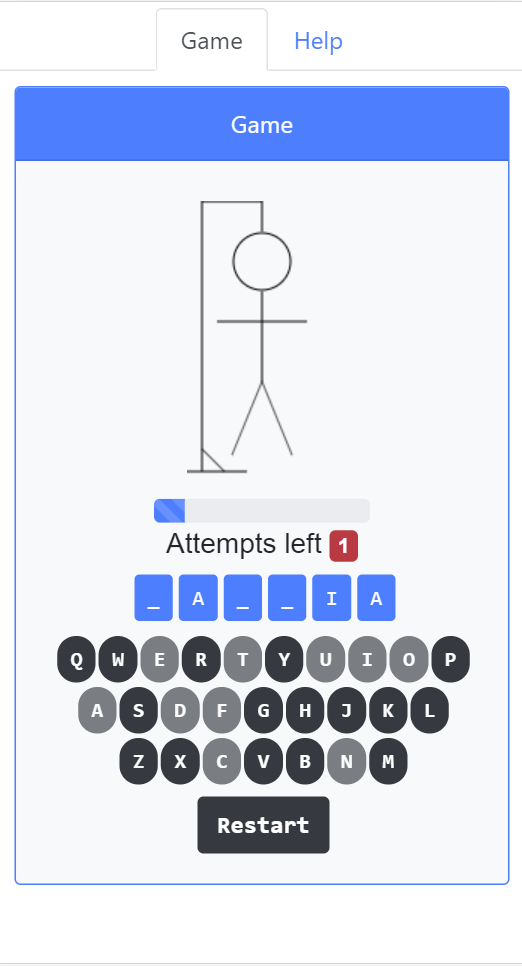 Game Help
Game
Attempts left 1
_ A _ _ I A
Q W E R T Y U I O P
A S D F G H J K L
Z X C V B N M
Restart